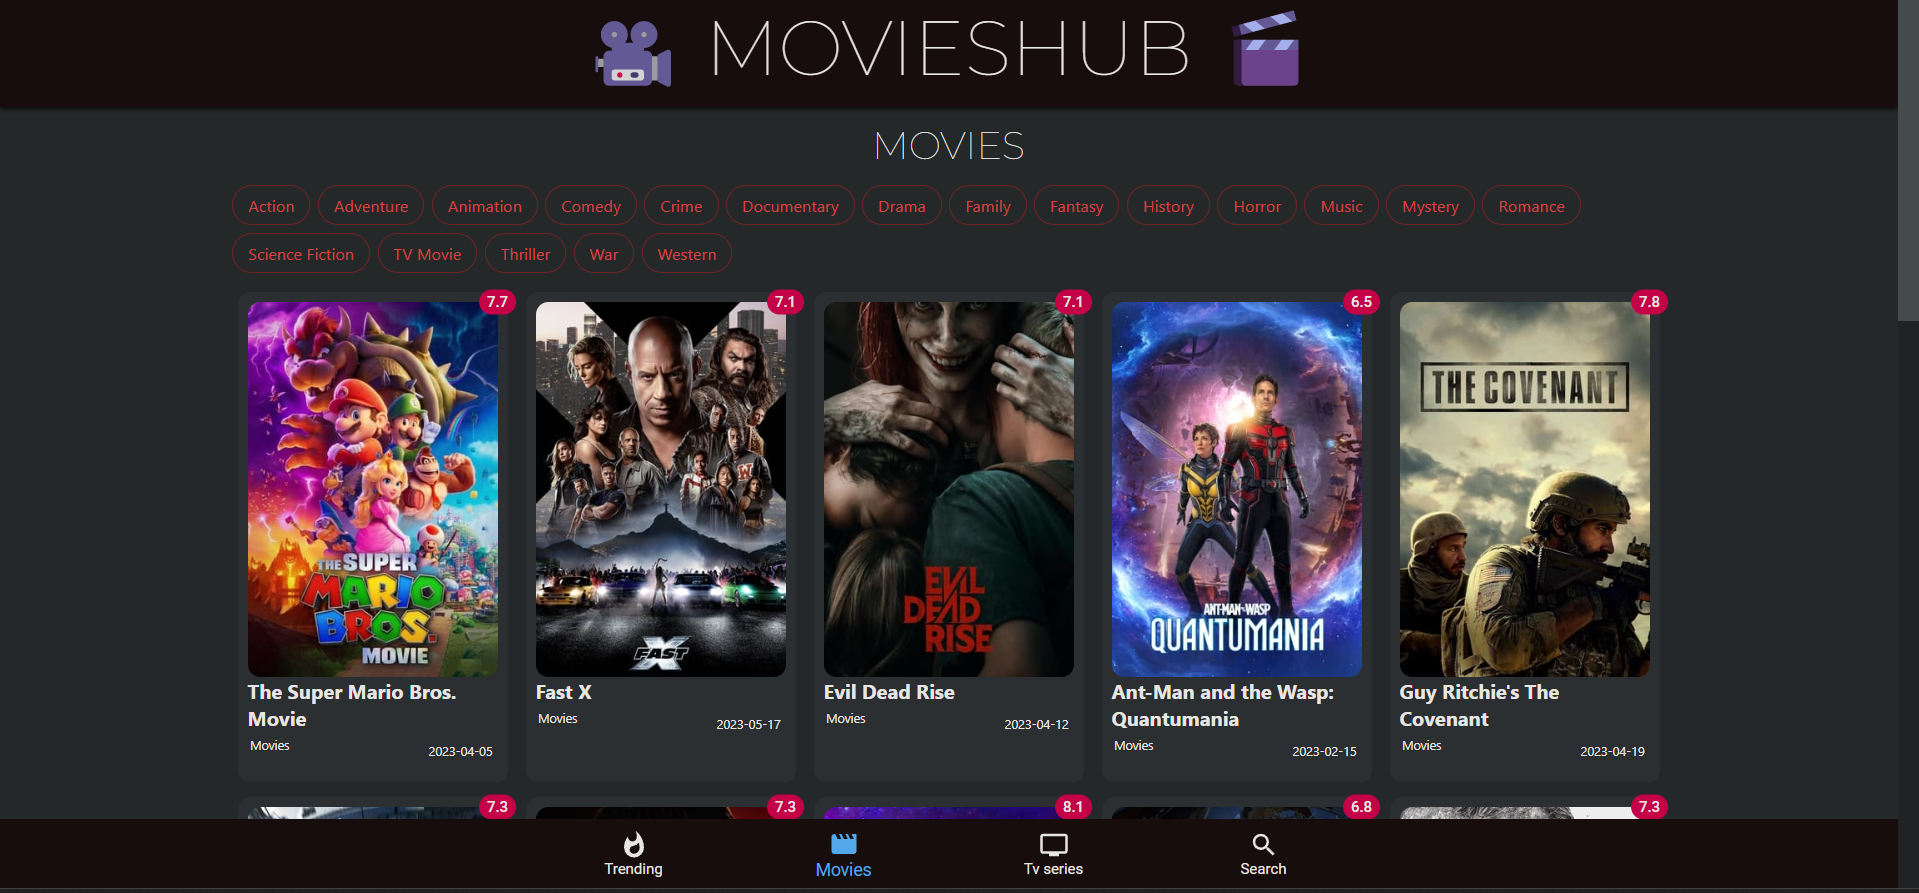 MOVIESHUB
MOVIES
Action Adventure Animation Comedy Crime Documentary Drama Family Fantasy History Horror Music Mystery Romance
Science Fiction TV Movie Thriller War Western
7.7 7.1 7.1 6.5 7.8
THE SUPER
MARIO
BROS.
MOVIE
W
FAST X
EVIL
DEAD
RISE
ANT-MAN AND THE WASP
QUANTUMANIA
THE COVENANT
The Super Mario Bros.
Movie
Movies 2023-04-05
Fast X
Movies 2023-05-17
Evil Dead Rise
Movies 2023-04-12
Ant-Man and the Wasp:
Quantumania
Movies 2023-02-15
Guy Ritchie's The
Covenant
Movies 2023-04-19
7.3 7.3 8.1 6.8 7.3
Trending Movies Tv series Search